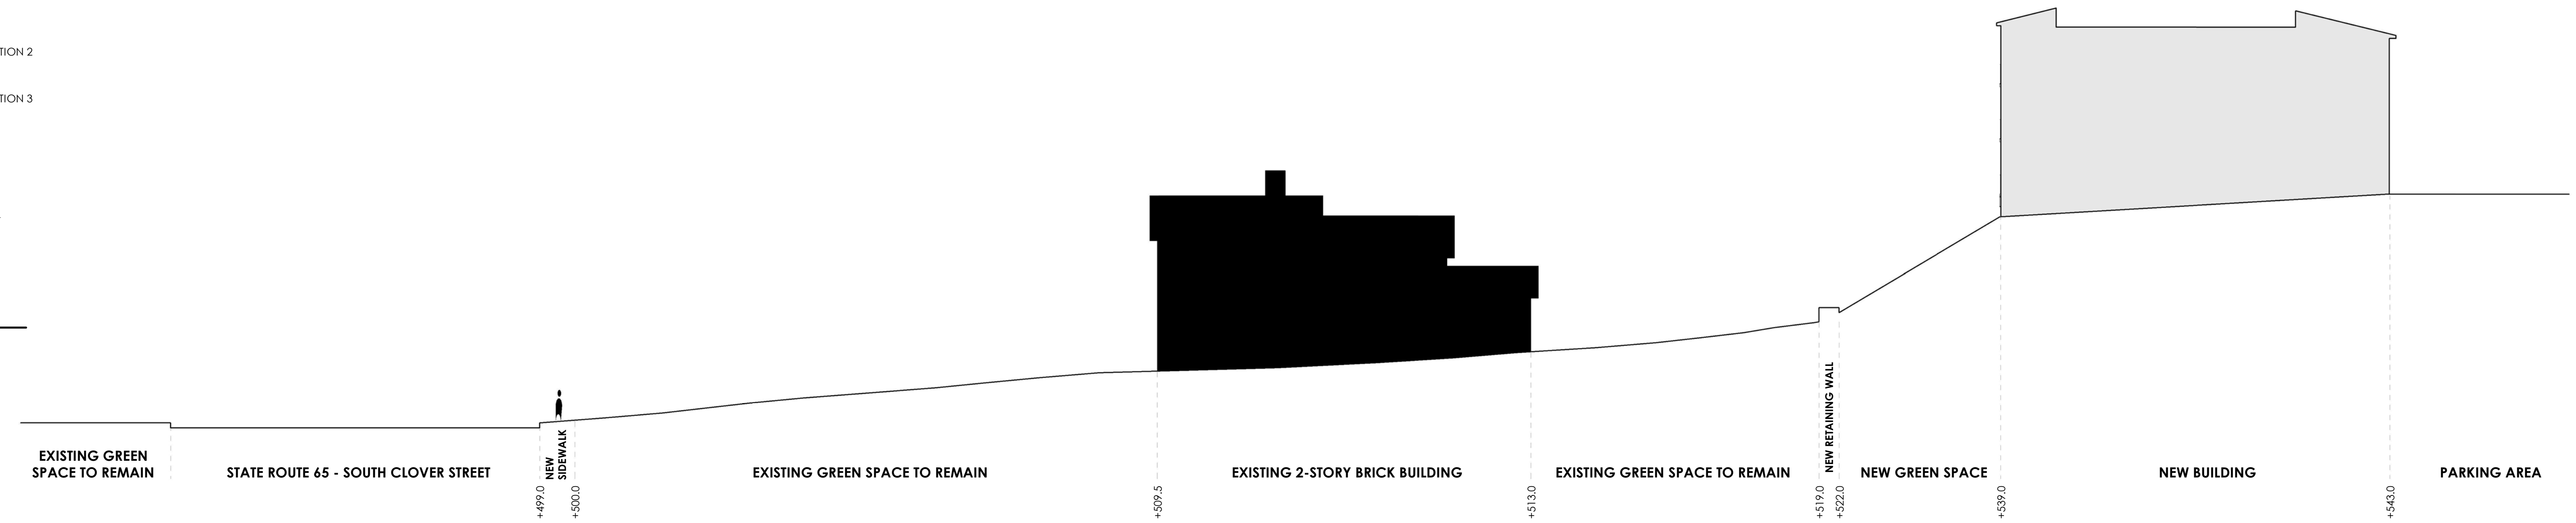 TION 2
TION 3
EXISTING GREEN
SPACE TO REMAIN
STATE ROUTE 65 - SOUTH CLOVER STREET
NEW
SIDEWALK
EXISTING GREEN SPACE TO REMAIN
EXISTING 2-STORY BRICK BUILDING
EXISTING GREEN SPACE TO REMAIN
NEW RETAINING WALL
NEW GREEN SPACE
NEW BUILDING
PARKING AREA
+499.0
+500.0
+509.5
+513.0
+519.0
+522.0
+539.0
+543.0